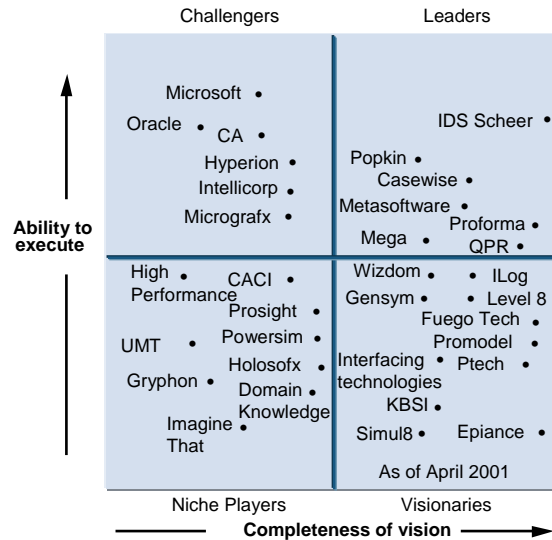 Challengers
Leaders
Microsoft
Oracle
CA
Hyperion
Intellicorp
Micrografx
IDS Scheer
Popkin
Casewise
Metasoftware
Proforma
Mega
QPR
Ability to
execute
High
Performance
CACI
Prosight
UMT
Powersim
Holosofx
Gryphon
Domain
Knowledge
Imagine
That
Wizdom
ILog
Gensym
Level 8
Fuego Tech
Promodel
Interfacing
technologies
Ptech
KBSI
Simul8
Epiance
As of April 2001
Niche Players
Visionaries
Completeness of vision